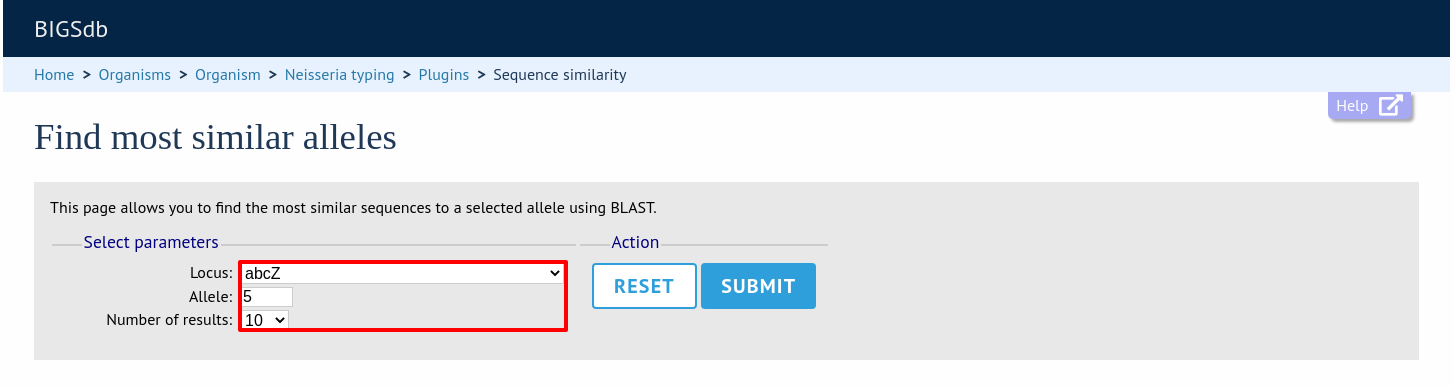 BIGSdb
Home > Organisms > Organism > Neisseria typing > Plugins > Sequence similarity
Help
Find most similar alleles
This page allows you to find the most similar sequences to a selected allele using BLAST.
Select parameters
Locus: abcZ
Allele: 5
Number of results: 10
Action
RESET SUBMIT